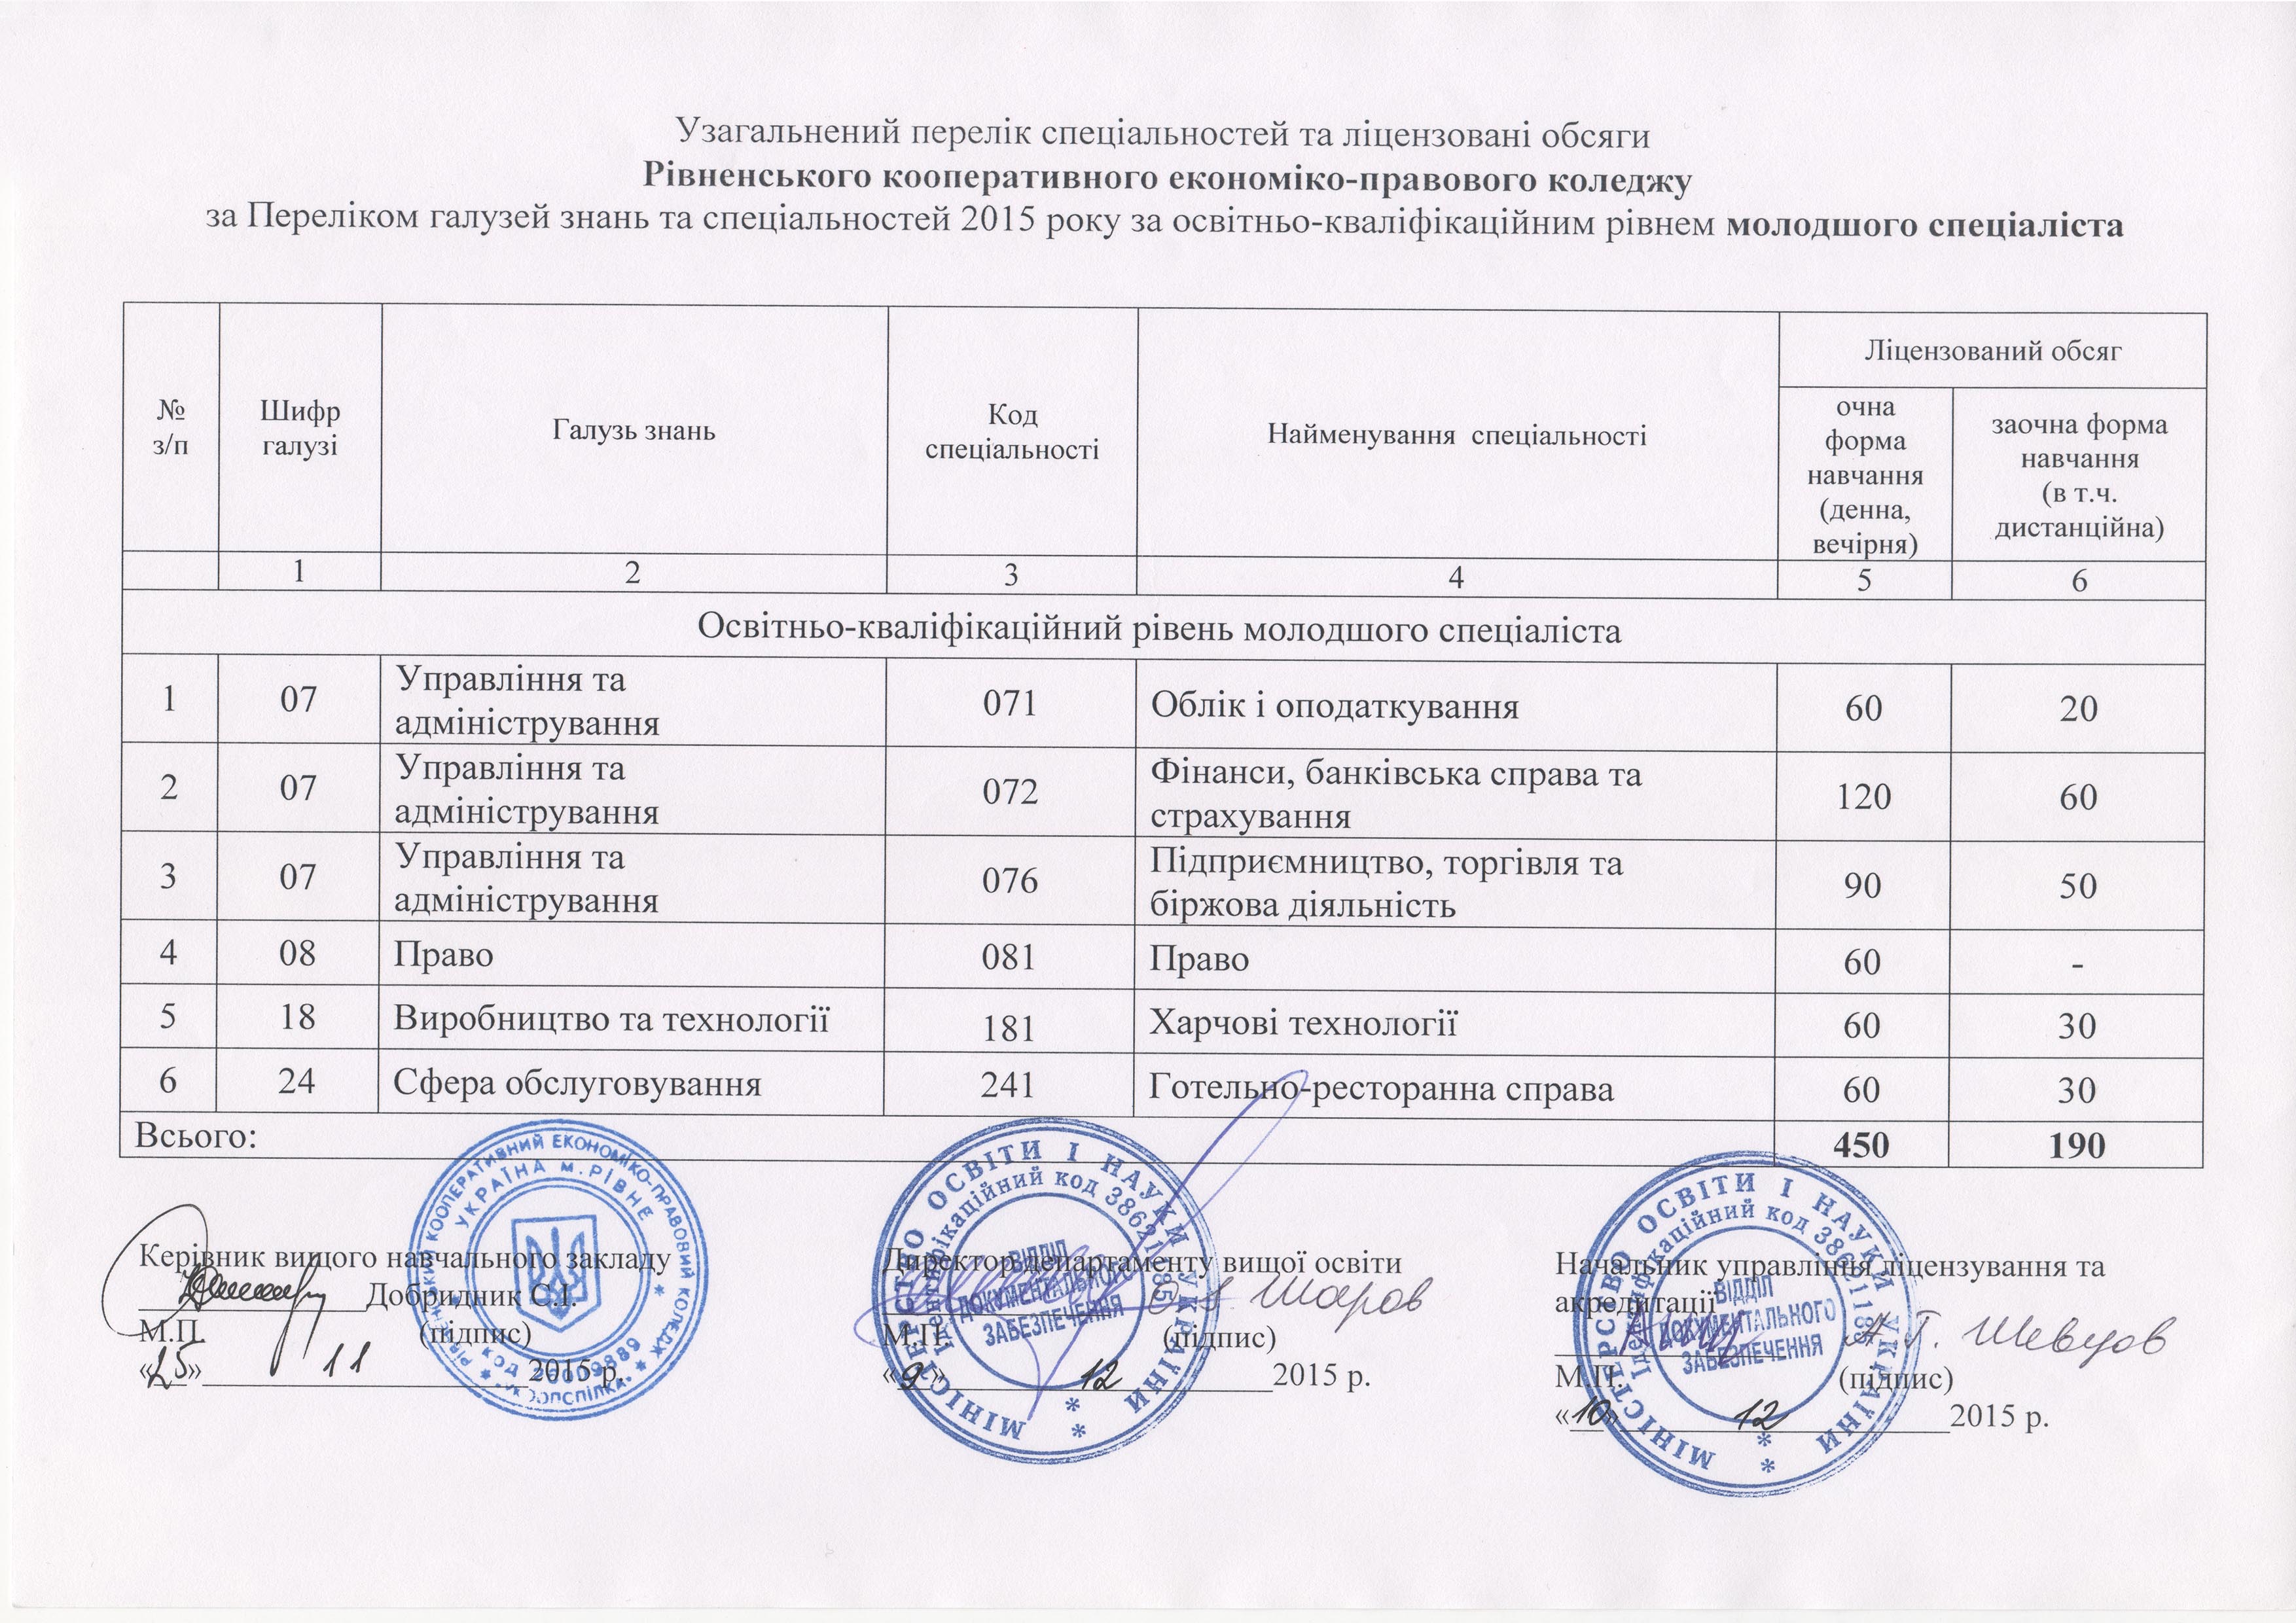 Узагальнений перелік спеціальностей та ліцензовані обсяги
Рівненського кооперативного економіко-правового коледжу
за Переліком галузей знань та спеціальностей 2015 року за освітньо-кваліфікаційним рівнем молодшого спеціаліста
№ з/п
Шифр галузі
Галузь знань
Код спеціальності
Найменування спеціальності
Ліцензований обсяг
очна форма навчання (денна, вечірня)
заочна форма навчання (в т.ч. дистанційна)
1 2 3 4 5 6
Освітньо-кваліфікаційний рівень молодшого спеціаліста
1 07 Управління та адміністрування 071 Облік і оподаткування 60 20
2 07 Управління та адміністрування 072 Фінанси, банківська справа та страхування 120 60
3 07 Управління та адміністрування 076 Підприємництво, торгівля та біржова діяльність 90 50
4 08 Право 081 Право 60 -
5 18 Виробництво та технології 181 Харчові технології 60 30
6 24 Сфера обслуговування 241 Готельно-ресторанна справа 60 30
Всього: 450 190
Керівник вищого навчального закладу
Добридник С.І.
М.П. (підпис)
«25» 11 2015 р.
КООПЕРАТИВНИЙ ЕКОНОМІКО-ПРАВОВИЙ КОЛЕДЖ
УКРАЇНА м.РІВНЕ
Директор департаменту вищої освіти
Шаров
М.П. (підпис)
«9» 12 2015 р.
МІНІСТЕРСТВО ОСВІТИ І НАУКИ УКРАЇНИ
Ідентифікаційний код 38621185
ВІДДІЛ
ДОКУМЕНТАЛЬНОГО
ЗАБЕЗПЕЧЕННЯ
Начальник управління ліцензування та
акредитації
А. Г. Шевцов
М.П. (підпис)
«10» 12 2015 р.
МІНІСТЕРСТВО ОСВІТИ І НАУКИ УКРАЇНИ
Ідентифікаційний код 38621185
ВІДДІЛ
ДОКУМЕНТАЛЬНОГО
ЗАБЕЗПЕЧЕННЯ